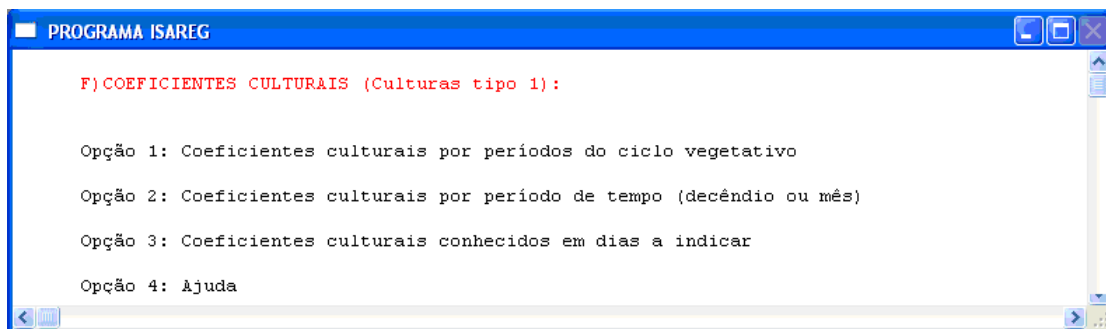 PROGRAMA ISAREG
F)COEFICIENTES CULTURAIS (Culturas tipo 1):
Opção 1: Coeficientes culturais por períodos do ciclo vegetativo
Opção 2: Coeficientes culturais por período de tempo (decêndio ou mês)
Opção 3: Coeficientes culturais conhecidos em dias a indicar
Opção 4: Ajuda